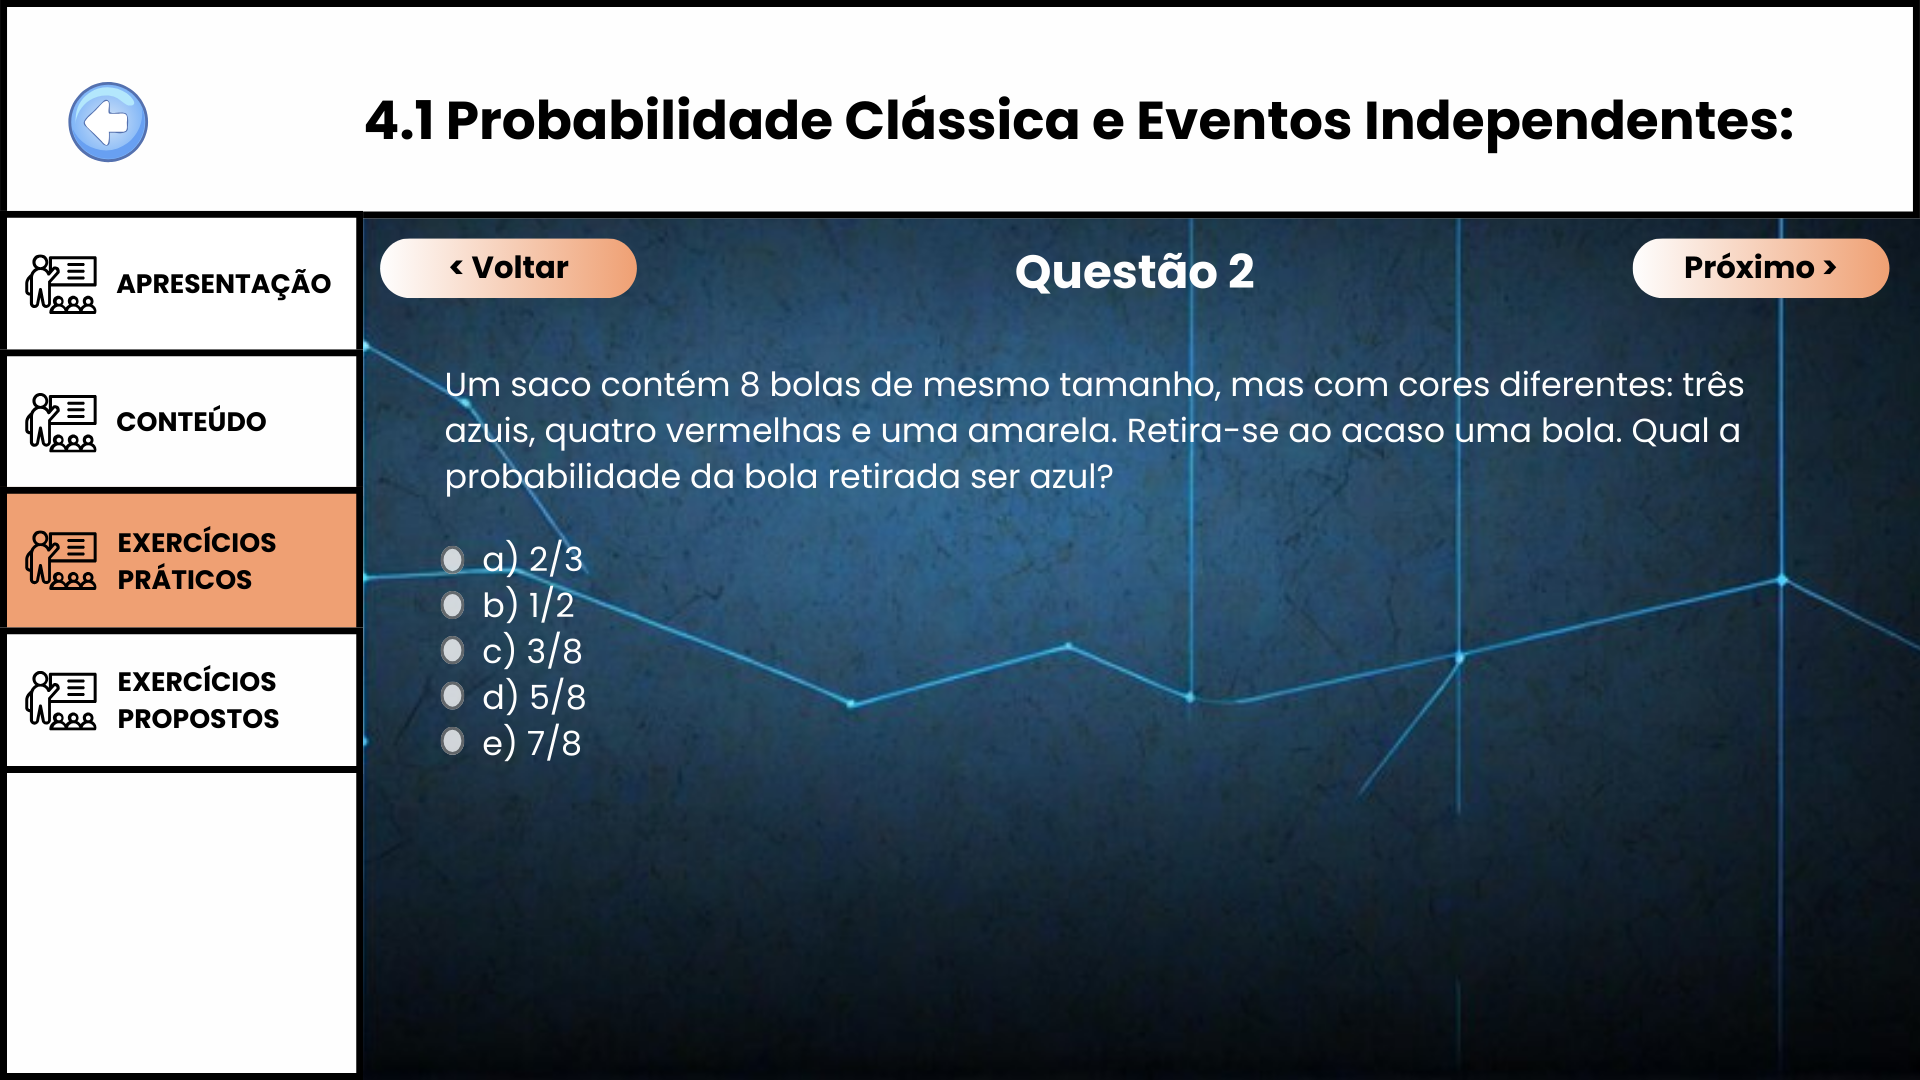 4.1 Probabilidade Clássica e Eventos Independentes:
APRESENTAÇÃO
CONTEÚDO
EXERCÍCIOS
PRÁTICOS
EXERCÍCIOS
PROPOSTOS
< Voltar
Questão 2
Próximo >
Um saco contém 8 bolas de mesmo tamanho, mas com cores diferentes: três
azuis, quatro vermelhas e uma amarela. Retira-se ao acaso uma bola. Qual a
probabilidade da bola retirada ser azul?
a) 2/3
b) 1/2
c) 3/8
d) 5/8
e) 7/8